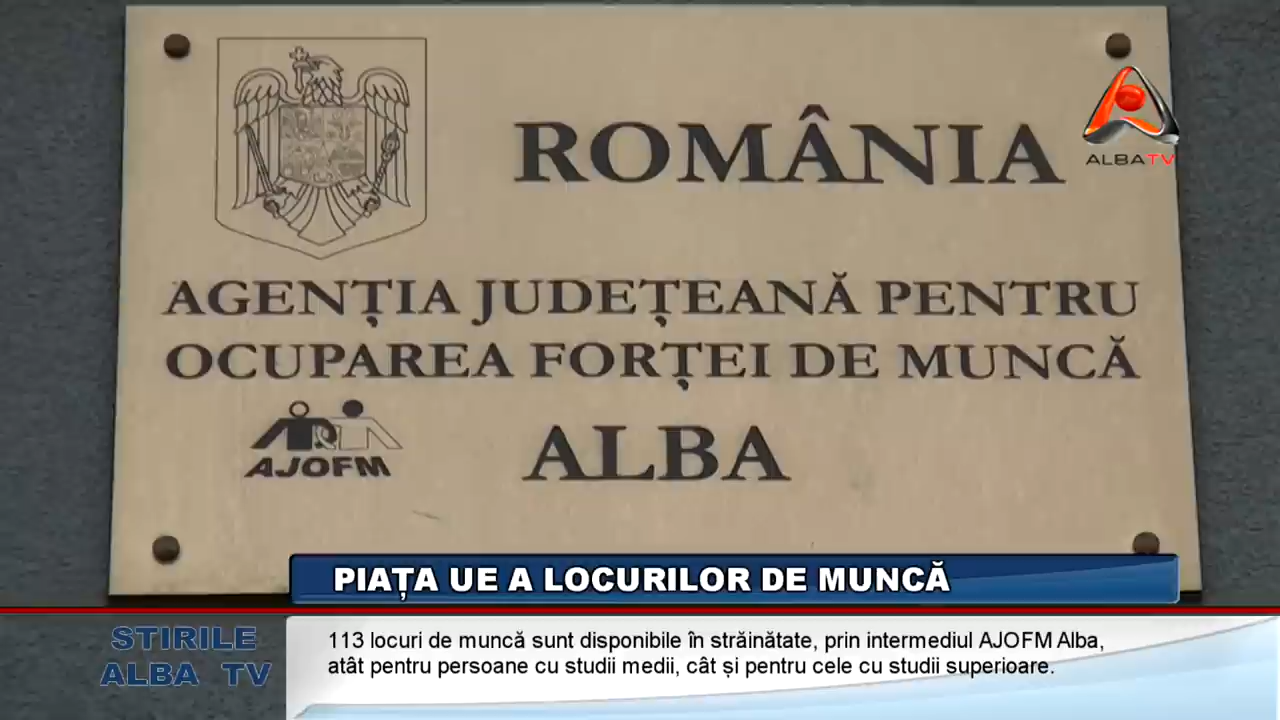 ROMÂNIA
ALBATV
AGENȚIA JUDEȚEANĂ PENTRU
OCUPAREA FORȚEI DE MUNCĂ
AJOFM
ALBA
PIAȚA UE A LOCURILOR DE MUNCĂ
STIRILE
ALBA TV
113 locuri de muncă sunt disponibile în străinătate, prin intermediul AJOFM Alba,
atât pentru persoane cu studii medii, cât și pentru cele cu studii superioare.